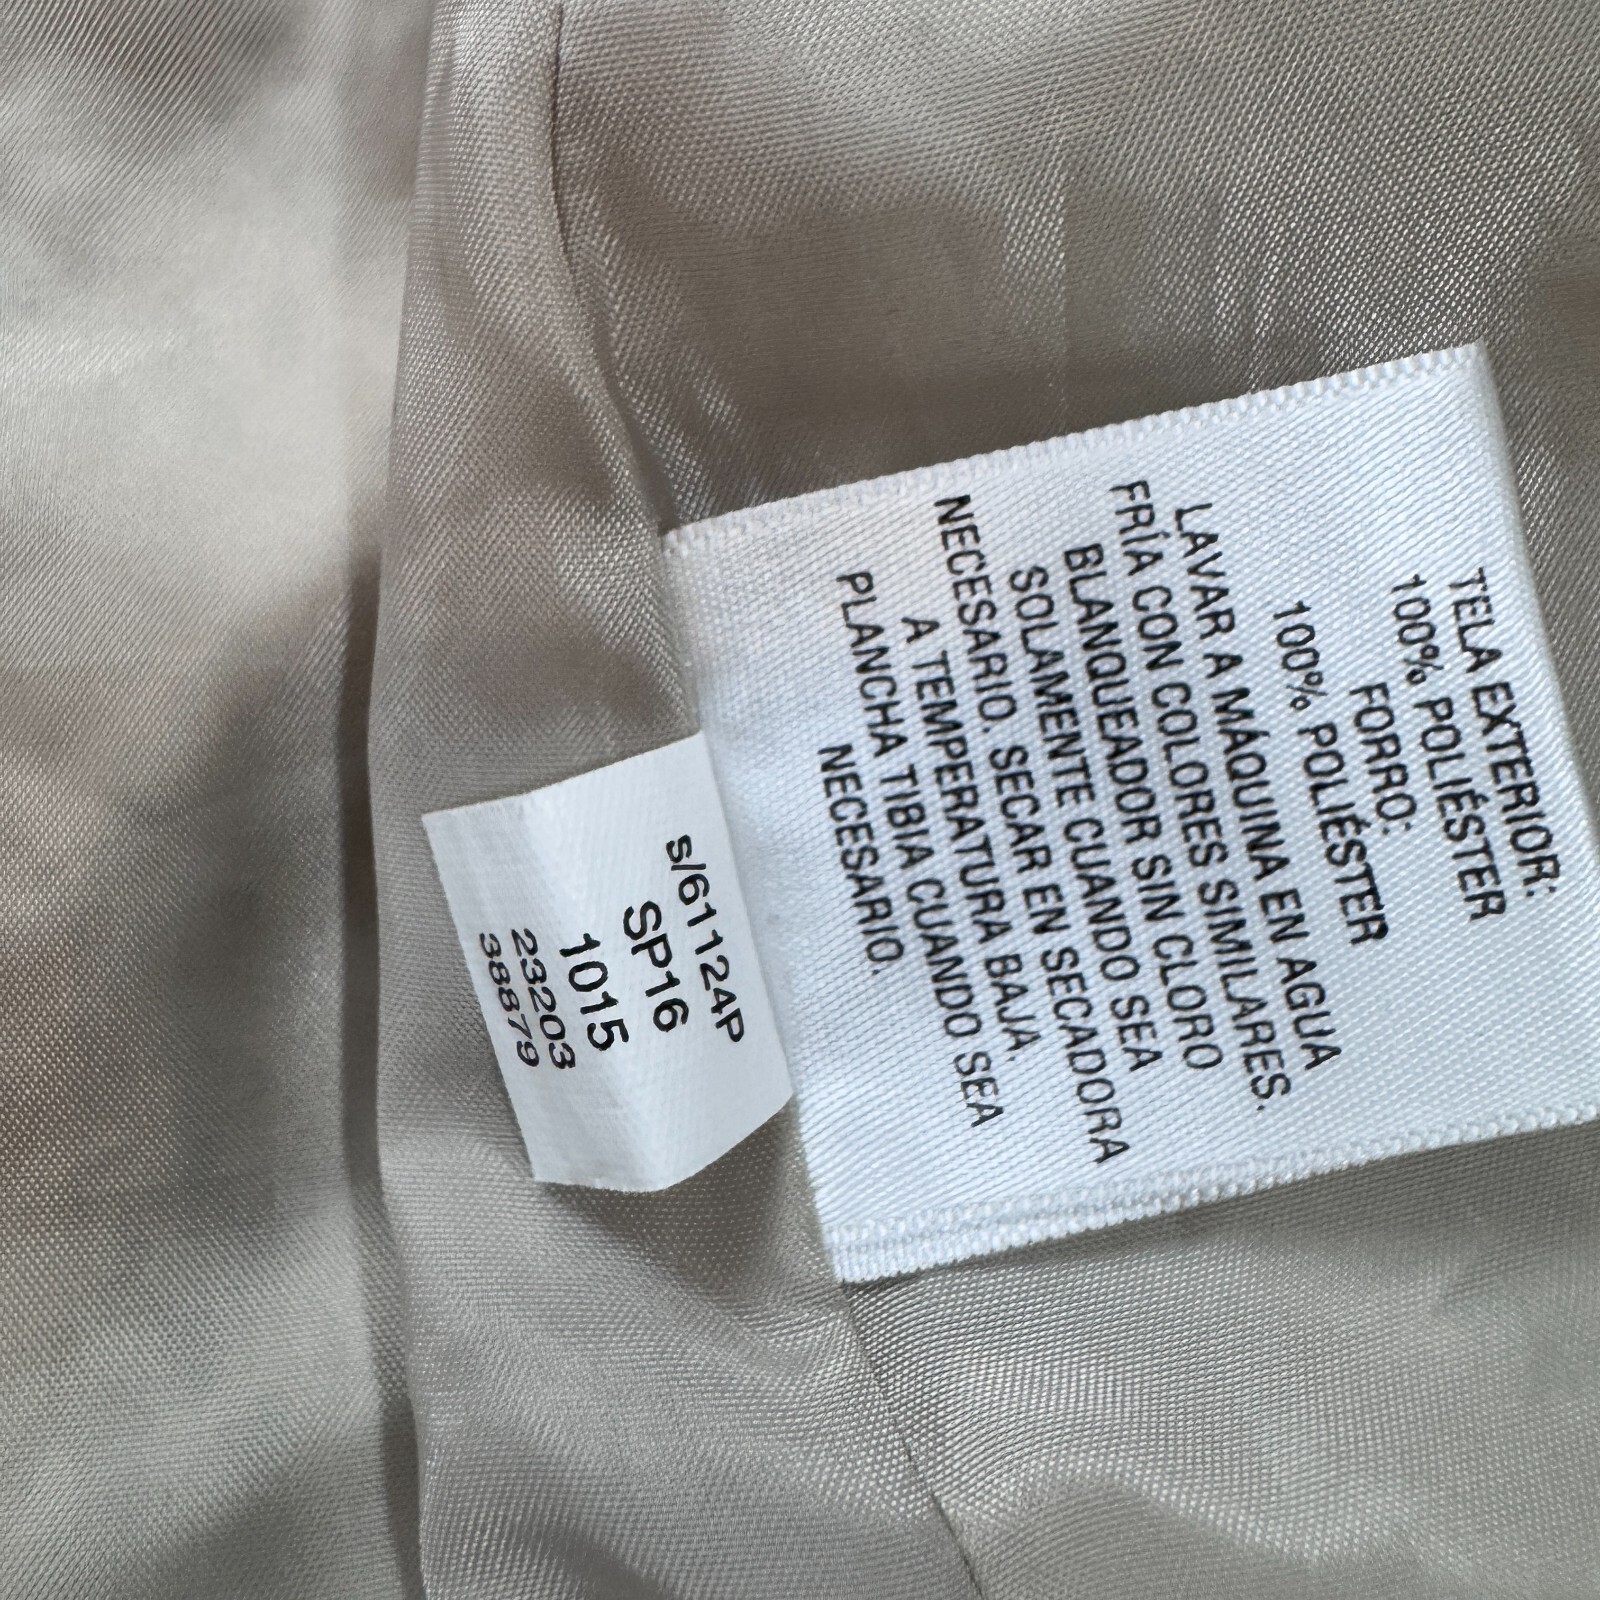 TELA EXTERIOR:
100% POLIÉSTER
FORRO:
100% POLIÉSTER
LAVAR A MÁQUINA EN AGUA
FRÍA CON COLORES SIMILARES.
BLANQUEADOR SIN CLORO
SOLAMENTE CUANDO SEA
NECESARIO. SECAR EN SECADORA
A TEMPERATURA BAJA.
PLANCHA TIBIA CUANDO SEA
NECESARIO.
s/61124P
SP16
1015
23203
38879